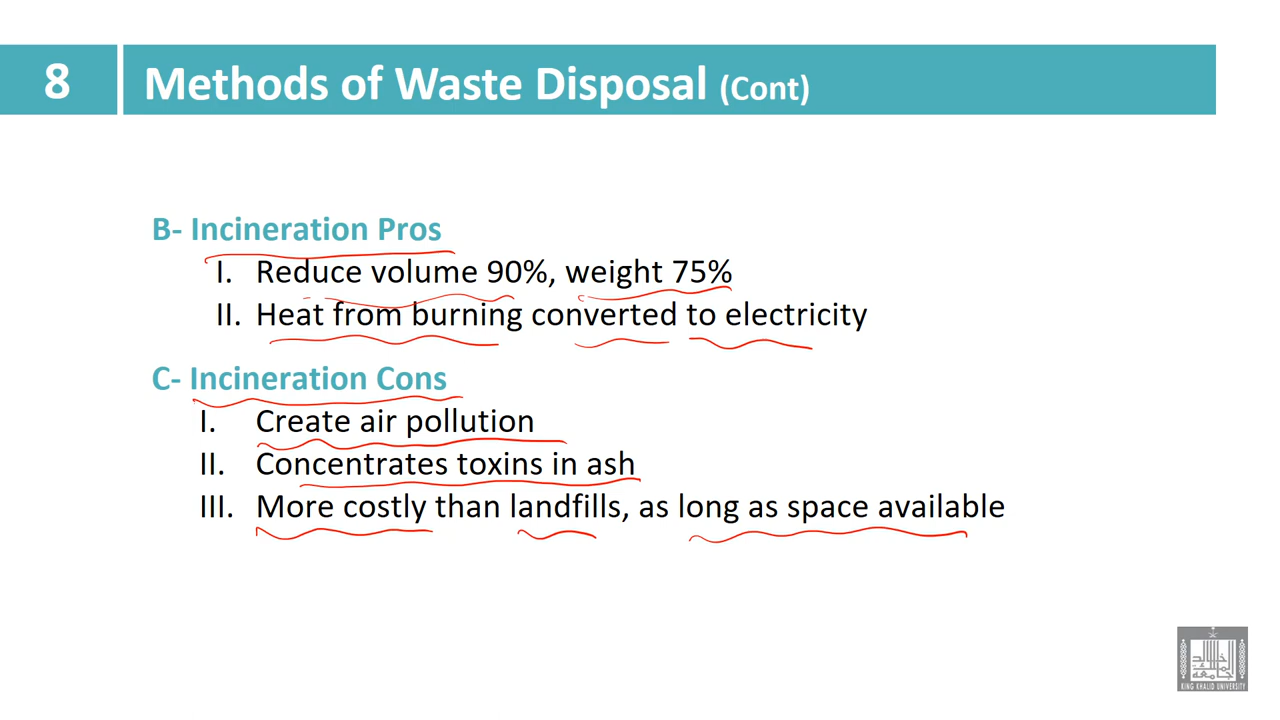 8
Methods of Waste Disposal (Cont)
B- Incineration Pros
I. Reduce volume 90%, weight 75%
II. Heat from burning converted to electricity
C- Incineration Cons
I. Create air pollution
II. Concentrates toxins in ash
III. More costly than landfills, as long as space available
KING KHALID UNIVERSITY